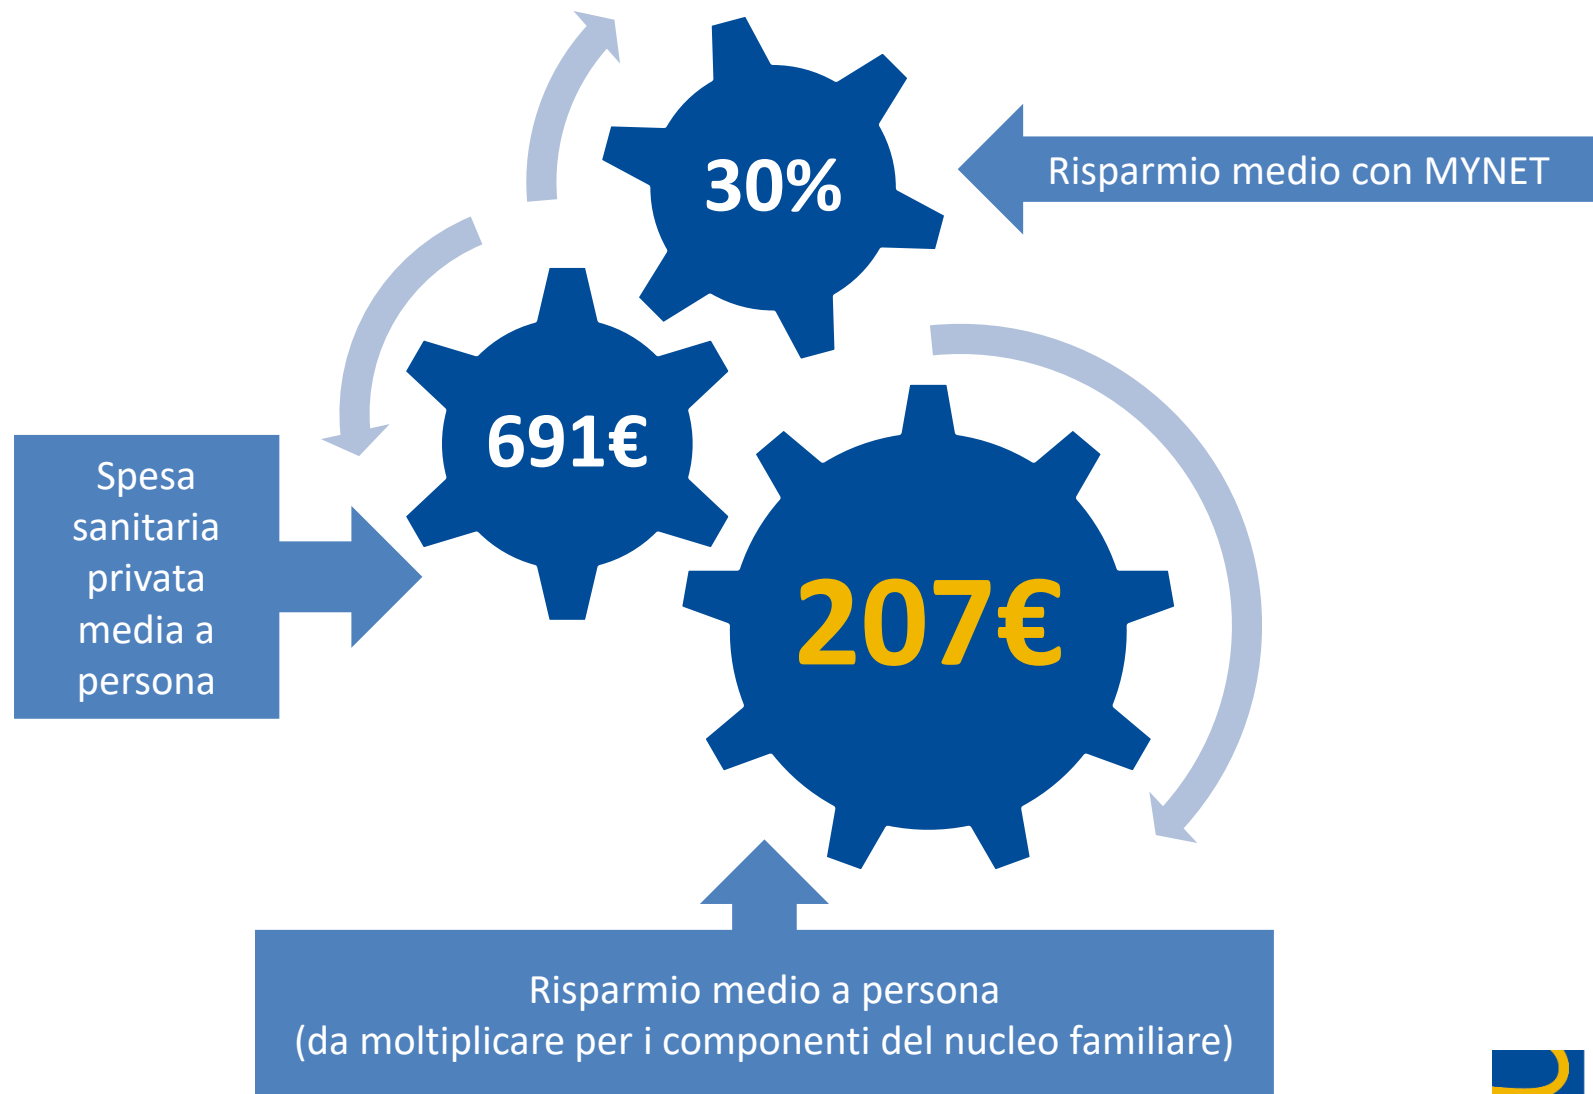 30%
Risparmio medio con MYNET
691€
Spesa
sanitaria
privata
media a
persona
207€
Risparmio medio a persona
(da moltiplicare per i componenti del nucleo familiare)